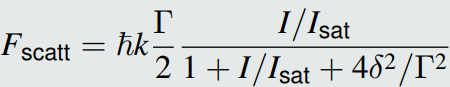 F_scatt = ħk Γ/2 (I/I_sat)/(1 + I/I_sat + 4δ²/Γ²)